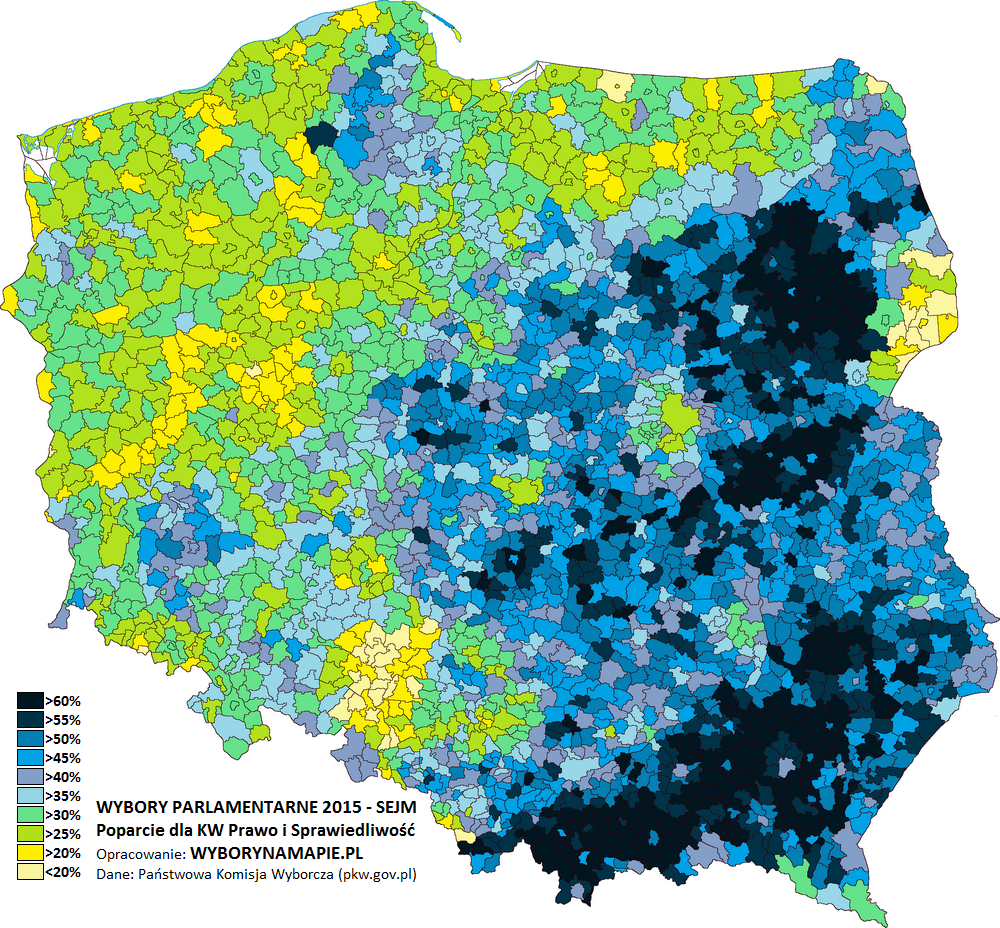 >60%
>55%
>50%
>45%
>40%
>35%
>30%
>25%
>20%
<20%
WYBORY PARLAMENTARNE 2015 - SEJM
Poparcie dla KW Prawo i Sprawiedliwość
Opracowanie: WYBORYNAMAPIE.PL
Dane: Państwowa Komisja Wyborcza (pkw.gov.pl)